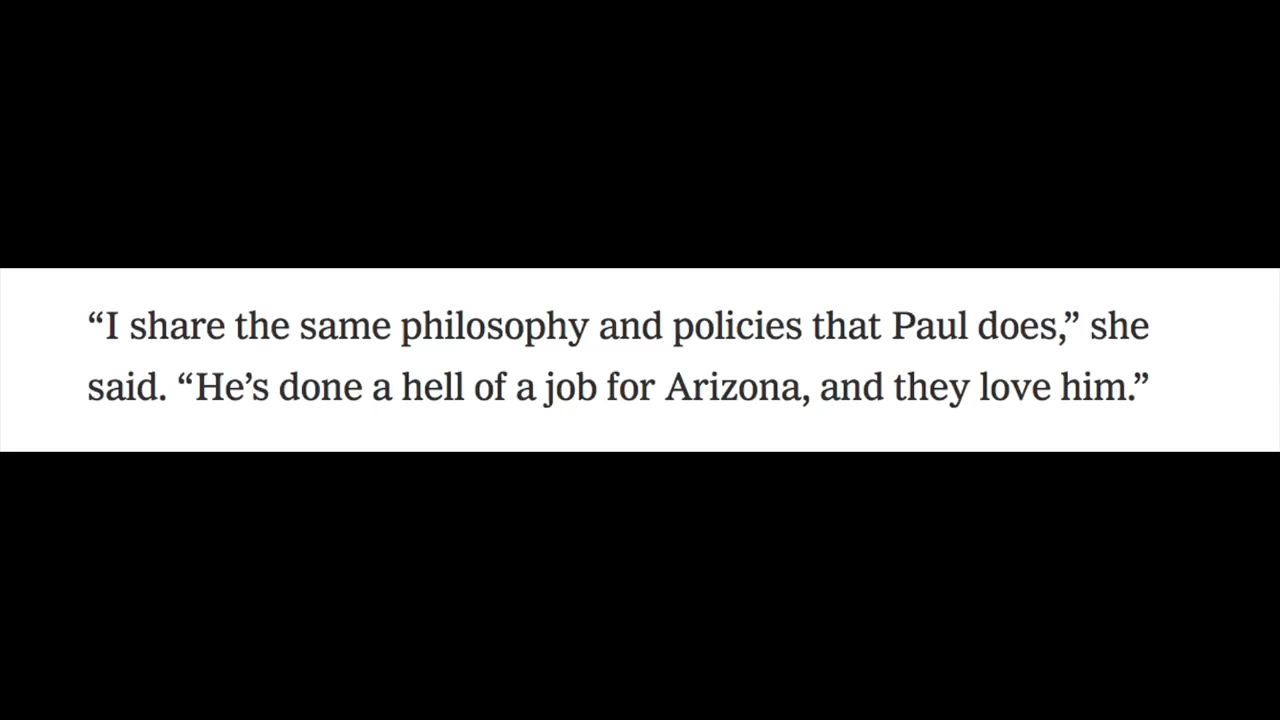 “I share the same philosophy and policies that Paul does,” she
said. “He’s done a hell of a job for Arizona, and they love him.”